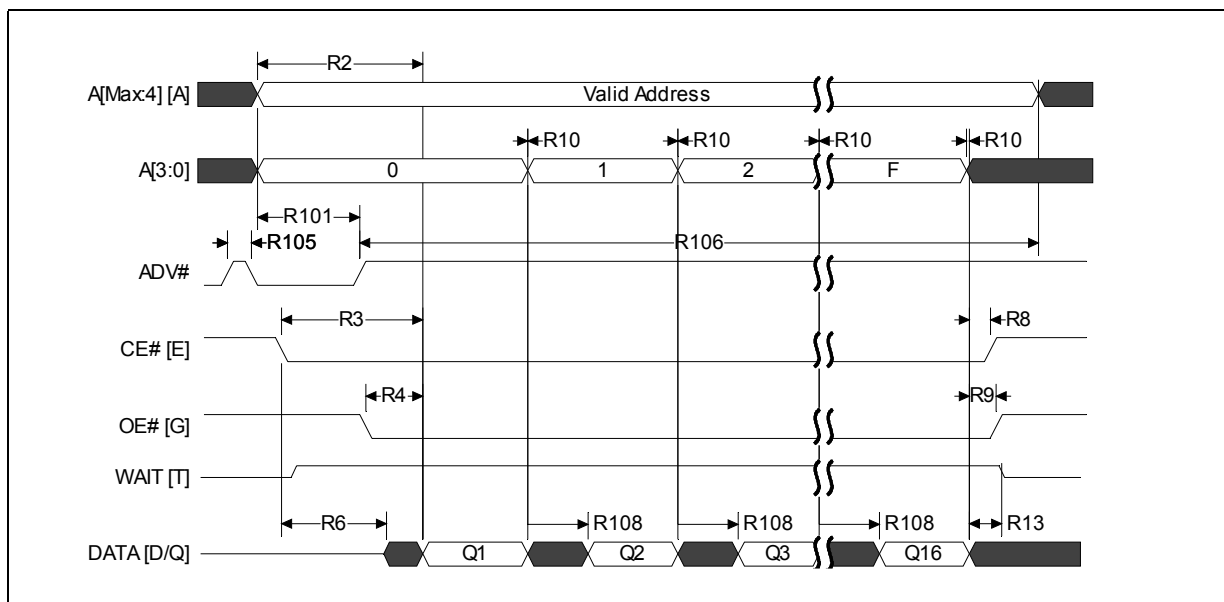 R2
A[Max:4] [A]
Valid Address
R10 R10 R10 R10
A[3:0]
0 1 2 F
R101
R105
R106
ADV#
R3
R8
CE# [E]
R4
R9
OE# [G]
WAIT [T]
R6
R108 R108 R108 R13
DATA [D/Q]
Q1 Q2 Q3 Q16